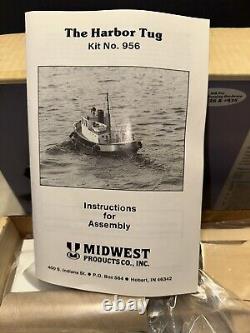 The Harbor Tug
Kit No. 956
Instructions
for
Assembly
MIDWEST
PRODUCTS CO., INC.
400 S. Indiana St. ● P.O. Box 564 ● Hobart, IN 46342